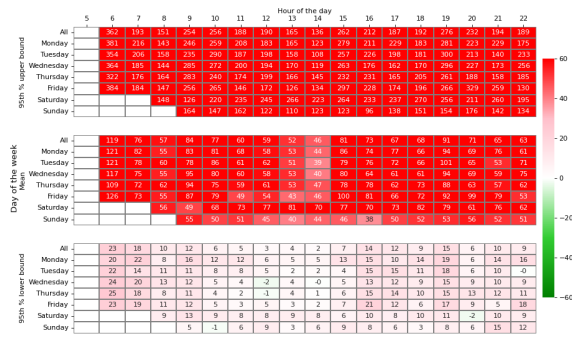 Hour of the day
5 6 7 8 9 10 11 12 13 14 15 16 17 18 19 20 21 22
Day of the week
95th % upper bound
All 362 193 151 254 256 188 190 165 136 262 212 187 192 276 232 194 189
Monday 381 216 143 246 259 208 183 165 123 279 211 229 183 281 223 229 175
Tuesday 354 206 158 235 290 187 198 158 108 257 226 198 181 300 213 140 233
Wednesday 364 185 144 285 272 200 194 170 119 263 176 162 170 296 227 173 256
Thursday 322 176 164 283 240 174 199 166 145 232 231 165 205 261 188 158 185
Friday 384 184 147 256 265 146 172 126 134 297 228 174 196 266 329 259 130
Saturday 148 126 220 235 245 266 223 264 233 237 270 256 211 260 195
Sunday 164 147 162 122 110 123 123 96 138 151 154 176 142 134
Mean
All 119 76 57 84 77 60 59 52 46 81 73 67 68 91 71 65 63
Monday 121 82 55 83 81 68 58 53 44 86 74 77 66 94 69 76 61
Tuesday 121 78 60 78 86 61 62 51 39 79 76 72 66 101 65 53 71
Wednesday 117 75 55 95 80 60 58 53 40 80 64 61 61 94 69 59 75
Thursday 109 72 62 94 75 59 61 53 47 78 78 62 73 88 63 57 62
Friday 126 73 55 87 79 49 54 43 46 100 81 66 72 92 99 79 53
Saturday 56 49 68 73 77 81 70 77 70 73 82 79 61 76 62
Sunday 55 50 51 45 40 44 46 38 50 52 53 56 52 51
95th % lower bound
All 23 18 10 12 6 5 3 4 2 7 14 12 9 15 6 10 9
Monday 20 22 8 16 12 12 6 5 5 13 15 10 14 19 6 14 16
Tuesday 22 14 11 11 8 8 5 2 2 4 15 15 11 18 6 10 -0
Wednesday 24 20 13 12 5 4 -2 4 -0 5 13 12 9 15 9 10 9
Thursday 25 18 8 11 4 2 -1 4 1 6 15 14 10 15 13 12 11
Friday 23 19 11 12 5 3 5 3 2 7 21 12 6 17 9 5 18
Saturday 9 13 9 8 8 9 8 6 10 8 10 11 -2 10 9
Sunday 5 -1 6 9 3 6 9 8 6 3 8 6 15 12
60
40
20
0
−20
−40
−60